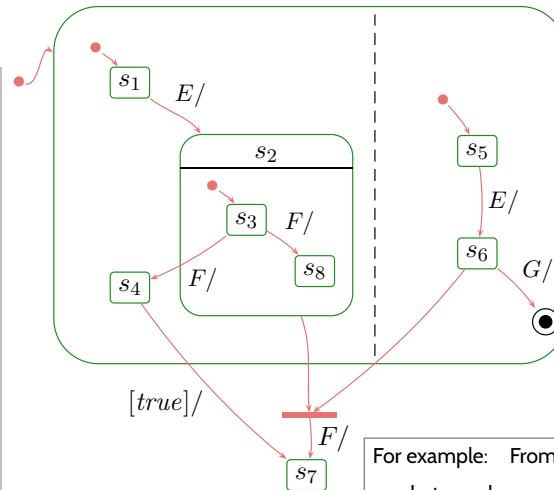 s1
E/
s2
s5
s3
F/
E/
s8
s4
F/
s6
G/
[true]/
F/
s7
For example: From